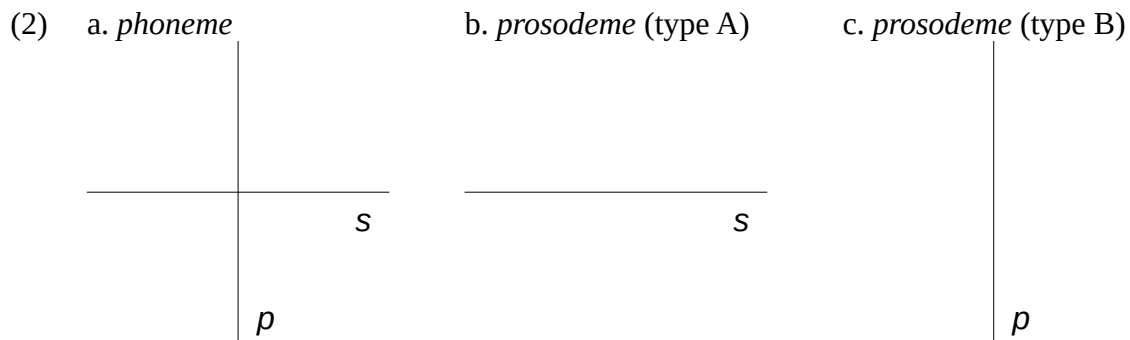 (2) a. phoneme b. prosodeme (type A) c. prosodeme (type B)
s s
p p